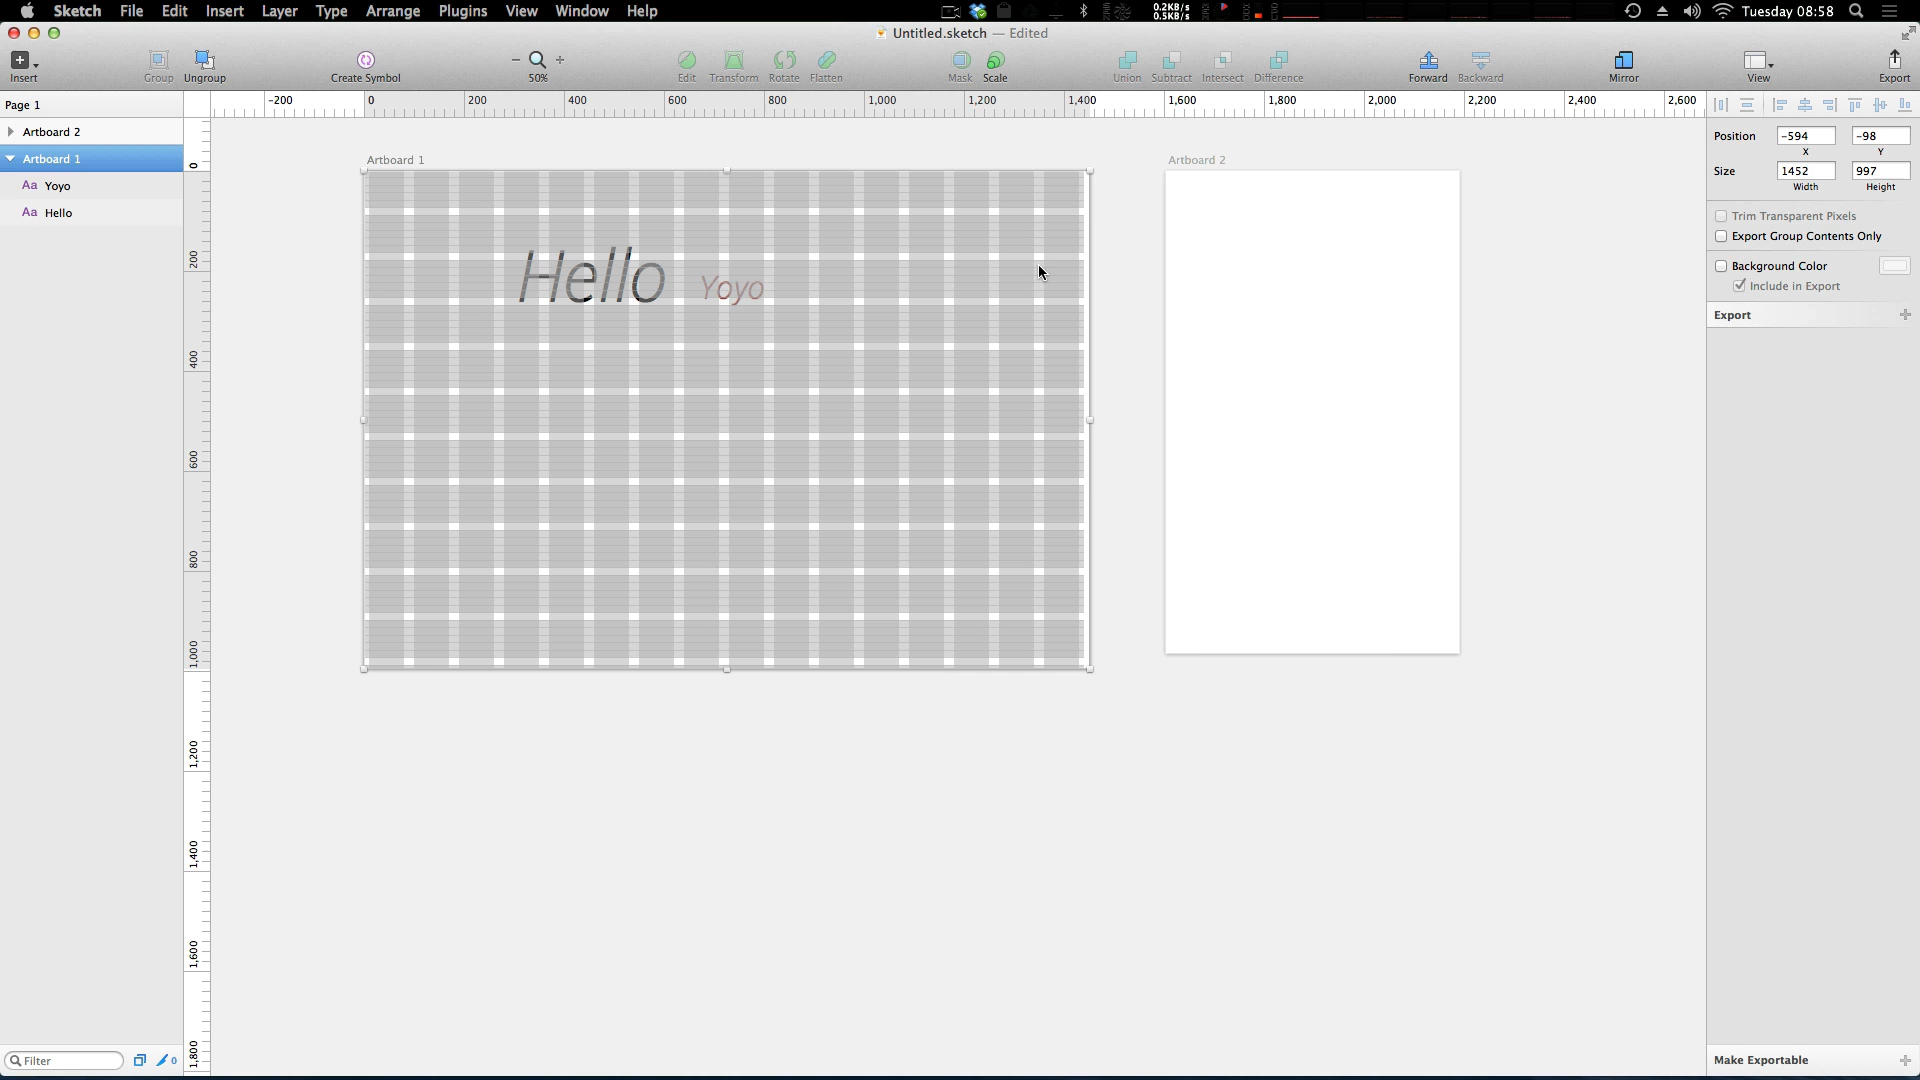 Sketch File Edit Insert Layer Type Arrange Plugins View Window Help 0.2KB/s 0.5KB/s Tuesday 08:58
Untitled.sketch — Edited
Insert Group Ungroup Create Symbol 50% Edit Transform Rotate Flatten Mask Scale Union Subtract Intersect Difference Forward Backward Mirror View Export
Page 1
-200 0 200 400 600 800 1,000 1,200 1,400 1,600 1,800 2,000 2,200 2,400 2,600
Artboard 2
Artboard 1
Aa Yoyo
Aa Hello
0
200
400
600
800
1,000
1,200
1,400
1,600
1,800
Artboard 1
Artboard 2
Hello Yoyo
Position -594 -98
X Y
Size 1452 997
Width Height
Trim Transparent Pixels
Export Group Contents Only
Background Color
Include in Export
Export
Filter 0
Make Exportable